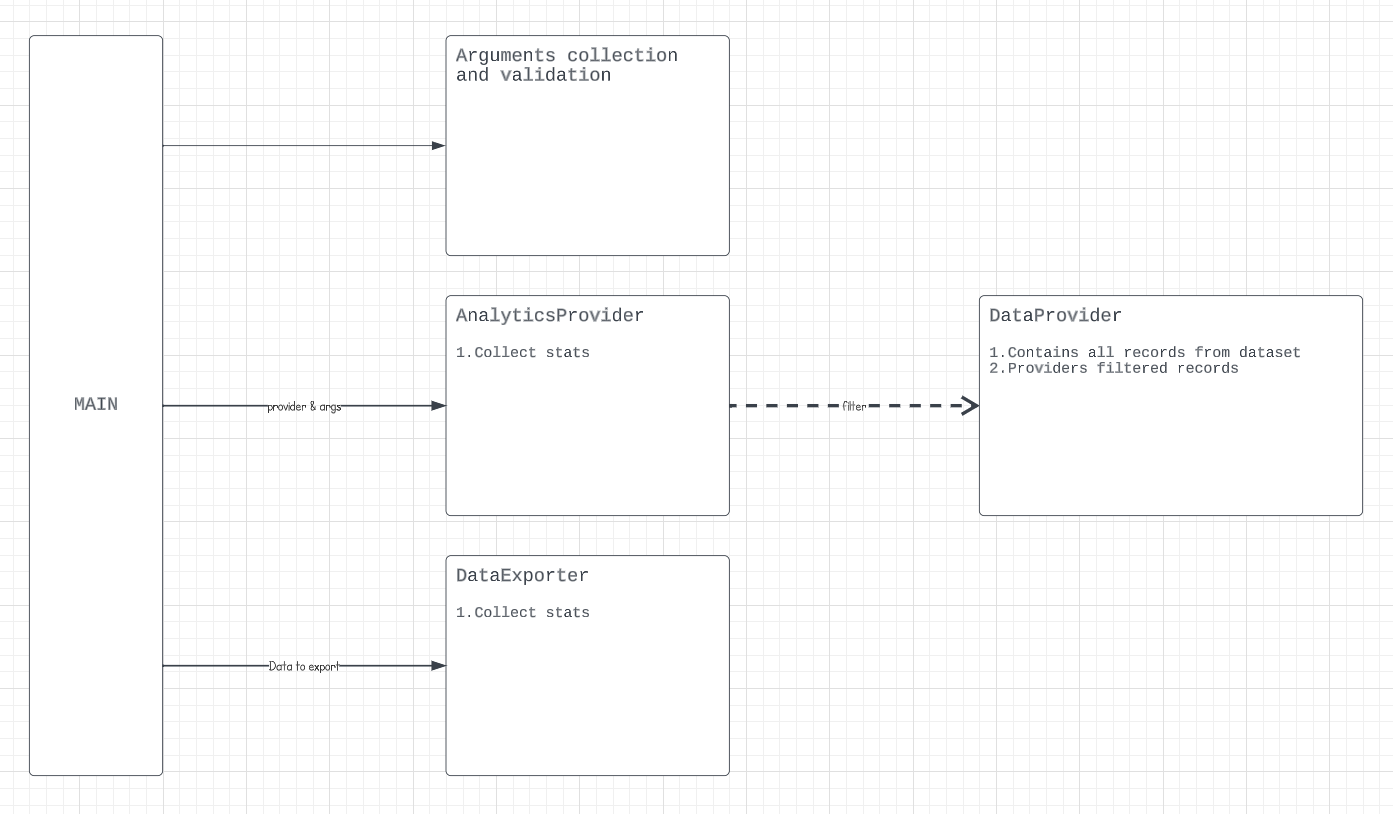 MAIN
Arguments collection
and validation
AnalyticsProvider
1.Collect stats
provider & args
filter
DataProvider
1.Contains all records from dataset
2.Providers filtered records
DataExporter
1.Collect stats
Data to export